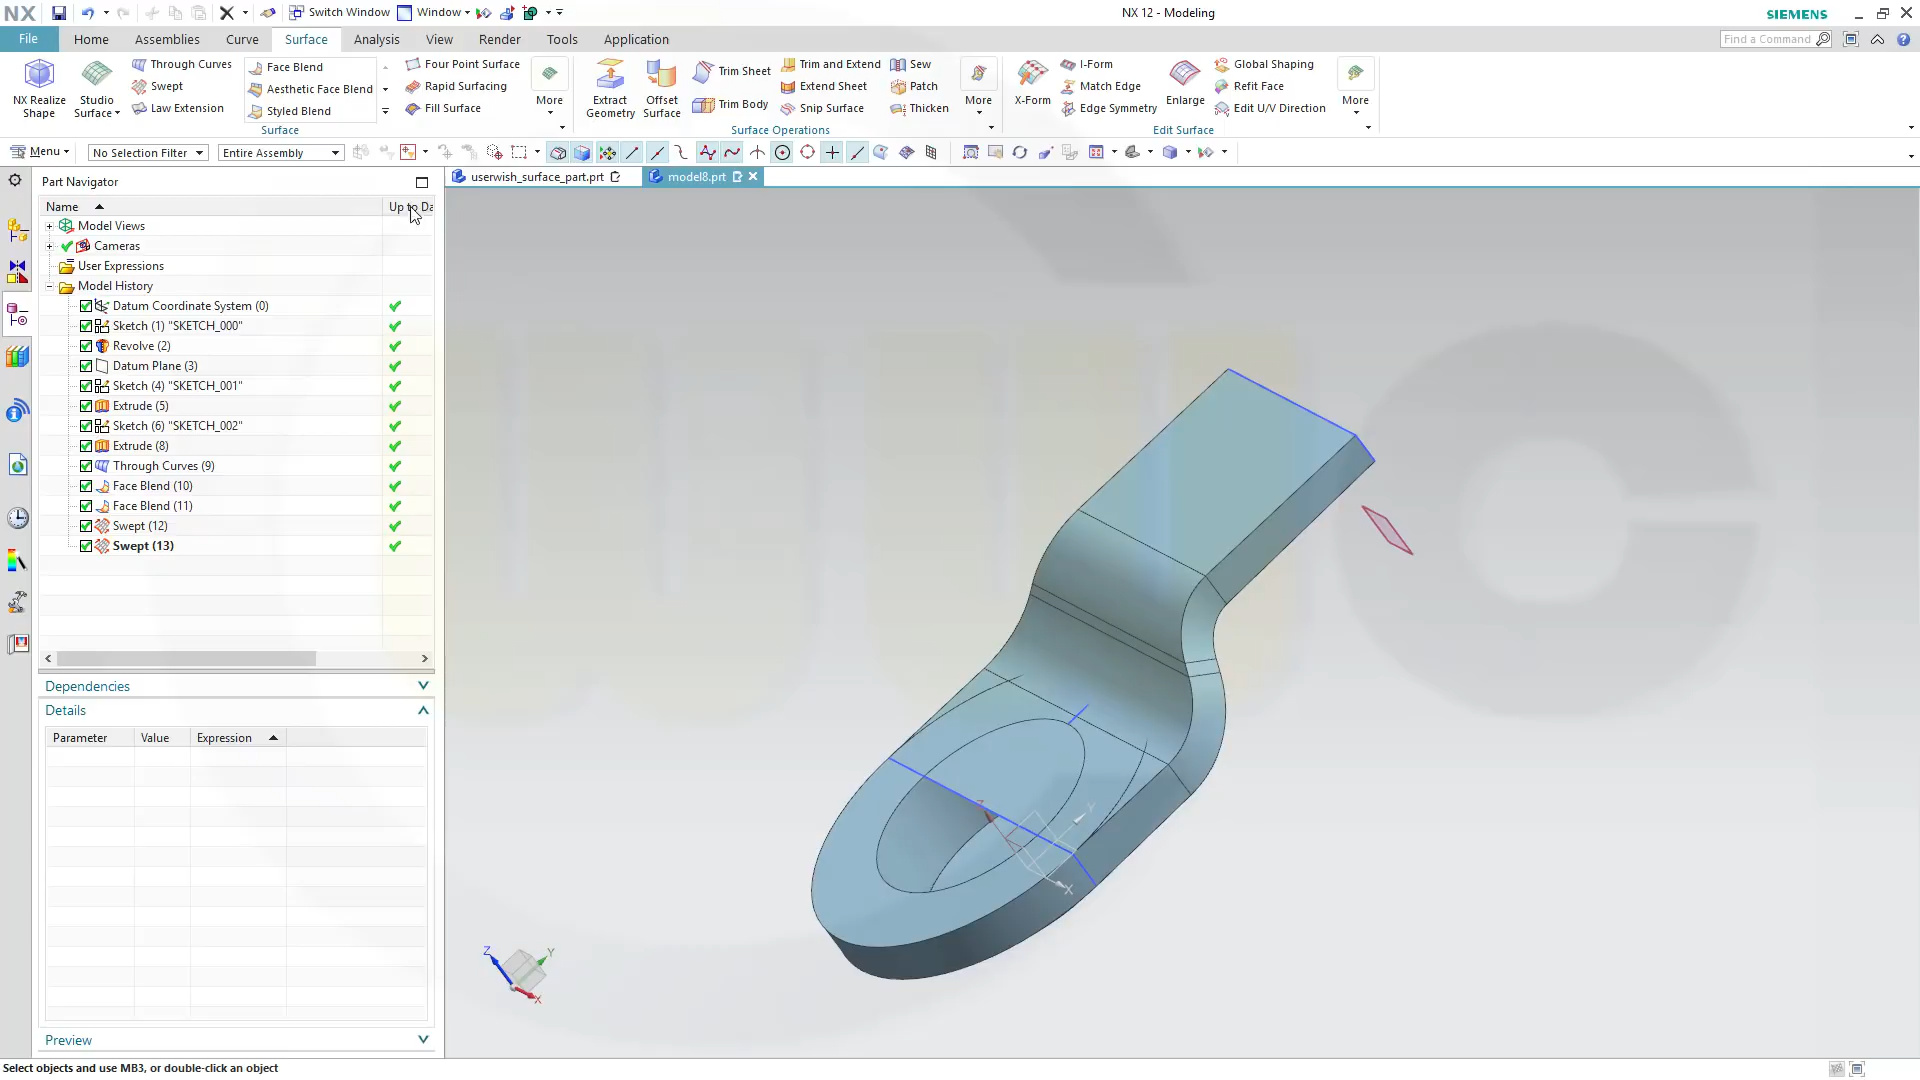 NX
Switch Window
Window
NX 12 - Modeling
SIEMENS
File
Home
Assemblies
Curve
Surface
Analysis
View
Render
Tools
Application
Find a Command
NX Realize
Shape
Studio
Surface
Through Curves
Swept
Law Extension
Face Blend
Aesthetic Face Blend
Styled Blend
Four Point Surface
Rapid Surfacing
Fill Surface
More
Surface
Extract
Geometry
Offset
Surface
Trim Sheet
Trim Body
Trim and Extend
Extend Sheet
Snip Surface
Sew
Patch
Thicken
More
Surface Operations
X-Form
I-Form
Match Edge
Edge Symmetry
Enlarge
Global Shaping
Refit Face
Edit U/V Direction
More
Edit Surface
Menu
No Selection Filter
Entire Assembly
Part Navigator
userwish_surface_part.prt
model8.prt
Name
Up to Da
Model Views
Cameras
User Expressions
Model History
Datum Coordinate System (0)
Sketch (1) "SKETCH_000"
Revolve (2)
Datum Plane (3)
Sketch (4) "SKETCH_001"
Extrude (5)
Sketch (6) "SKETCH_002"
Extrude (8)
Through Curves (9)
Face Blend (10)
Face Blend (11)
Swept (12)
Swept (13)
Dependencies
Details
Parameter
Value
Expression
Preview
Z
Y
X
Z
Y
X
Select objects and use MB3, or double-click an object